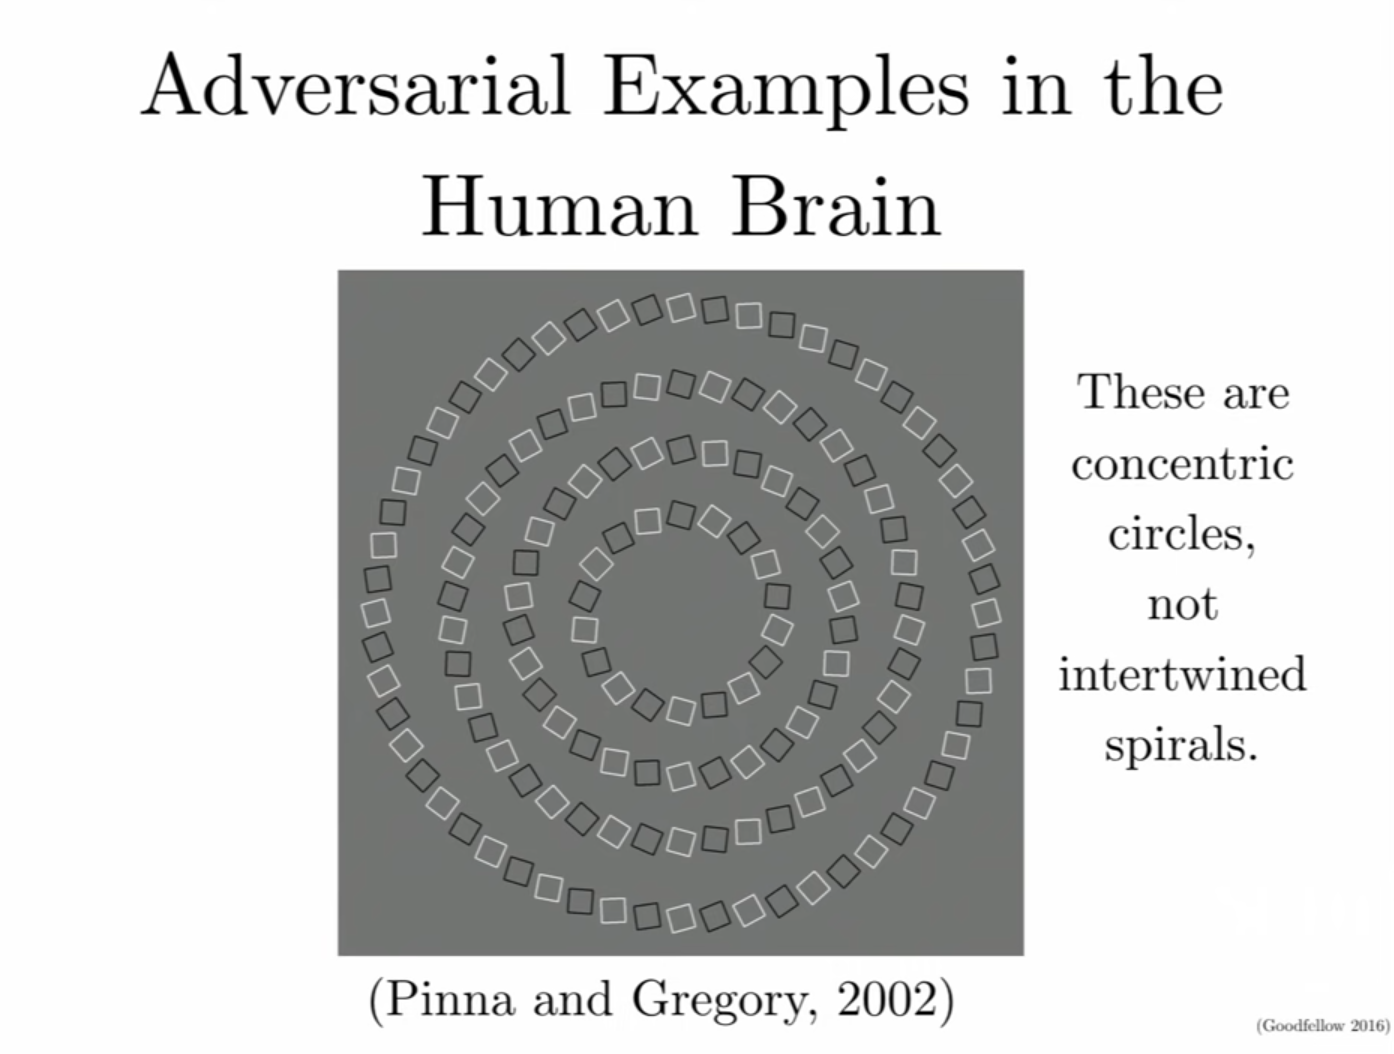 Adversarial Examples in the
Human Brain
These are
concentric
circles,
not
intertwined
spirals.
(Pinna and Gregory, 2002)
(Goodfellow 2016)